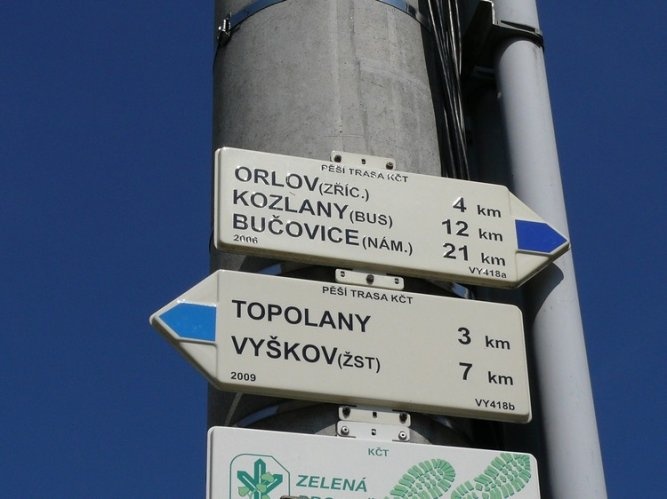 PĚŠÍ TRASA KČT
ORLOV(ZŘÍC.) 4 km
KOZLANY(BUS) 12 km
BUČOVICE(NÁM.) 21 km
2006 VY418a
PĚŠÍ TRASA KČT
TOPOLANY 3 km
VYŠKOV(ŽST) 7 km
2009 VY418b
KČT
ZELENÁ